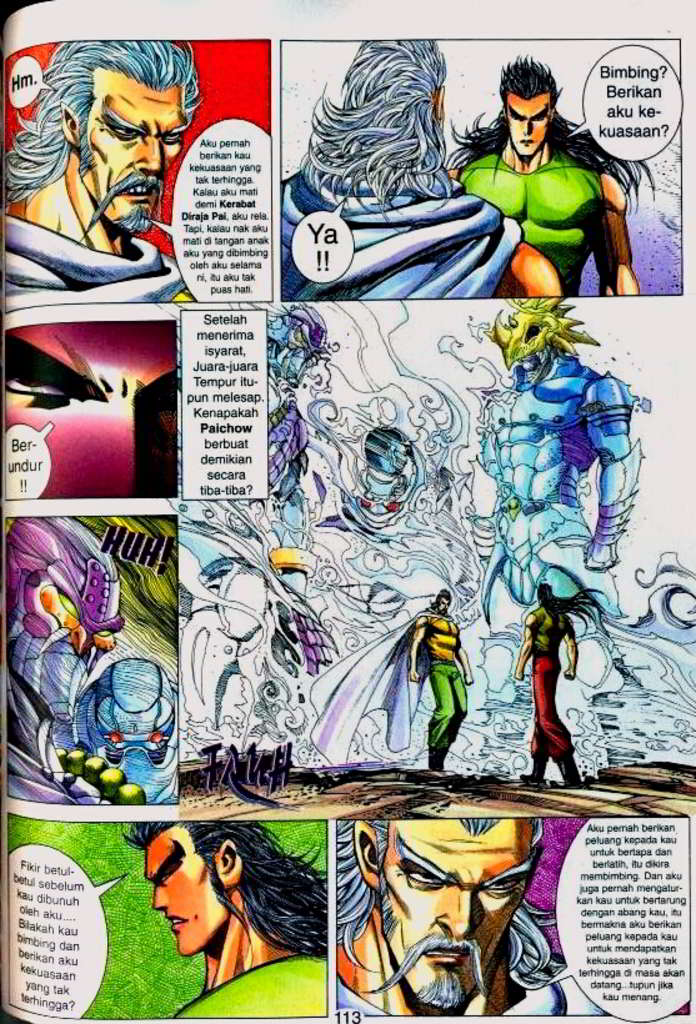 Hm.
Aku pernah
berikan kau
kekuasaan yang
tak terhingga.
Kalau aku mati
demi Kerabat
Diraja Pai, aku rela.
Tapi, kalau nak aku
mati di tangan anak
yang dibimbing
oleh aku selama
ni, itu aku tak
puas hati.
Bimbing?
Berikan
aku ke-
kuasaan?
Ya
!!
Ber-
undur
!!
Setelah
menerima
isyarat,
Juara-juara
Tempur itu-
pun melesap.
Kenapakah
Paichow
berbuat
demikian
secara
tiba-tiba?
HUH!
Fikir betul-
betul sebelum
kau dibunuh
oleh aku....
Bilakah kau
bimbing dan
berikan aku
kekuasaan
yang tak
terhingga?
Aku pernah berikan
peluang kepada kau
untuk bertapa dan
berlatih, itu dikira
membimbing. Dan aku
juga pernah mengatur-
kan kau untuk bertarung
dengan abang kau, itu
bermakna aku berikan
peluang kepada kau
untuk mendapatkan
kekuasaan yang tak
terhingga di masa akan
datang...tupun jika
kau menang.
113